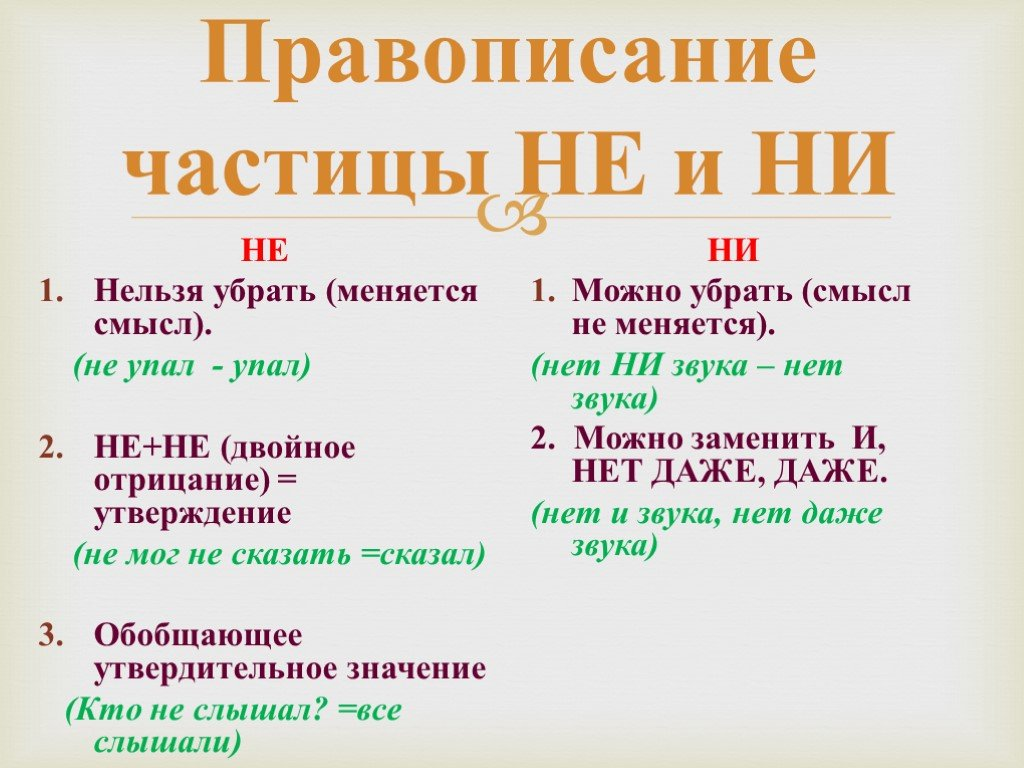 Правописание
частицы НЕ и НИ
НЕ
1. Нельзя убрать (меняется
смысл).
(не упал - упал)
2. НЕ+НЕ (двойное
отрицание) =
утверждение
(не мог не сказать =сказал)
3. Обобщающее
утвердительное значение
(Кто не слышал? =все
слышали)
НИ
1. Можно убрать (смысл
не меняется).
(нет НИ звука – нет
звука)
2. Можно заменить И,
НЕТ ДАЖЕ, ДАЖЕ.
(нет и звука, нет даже
звука)